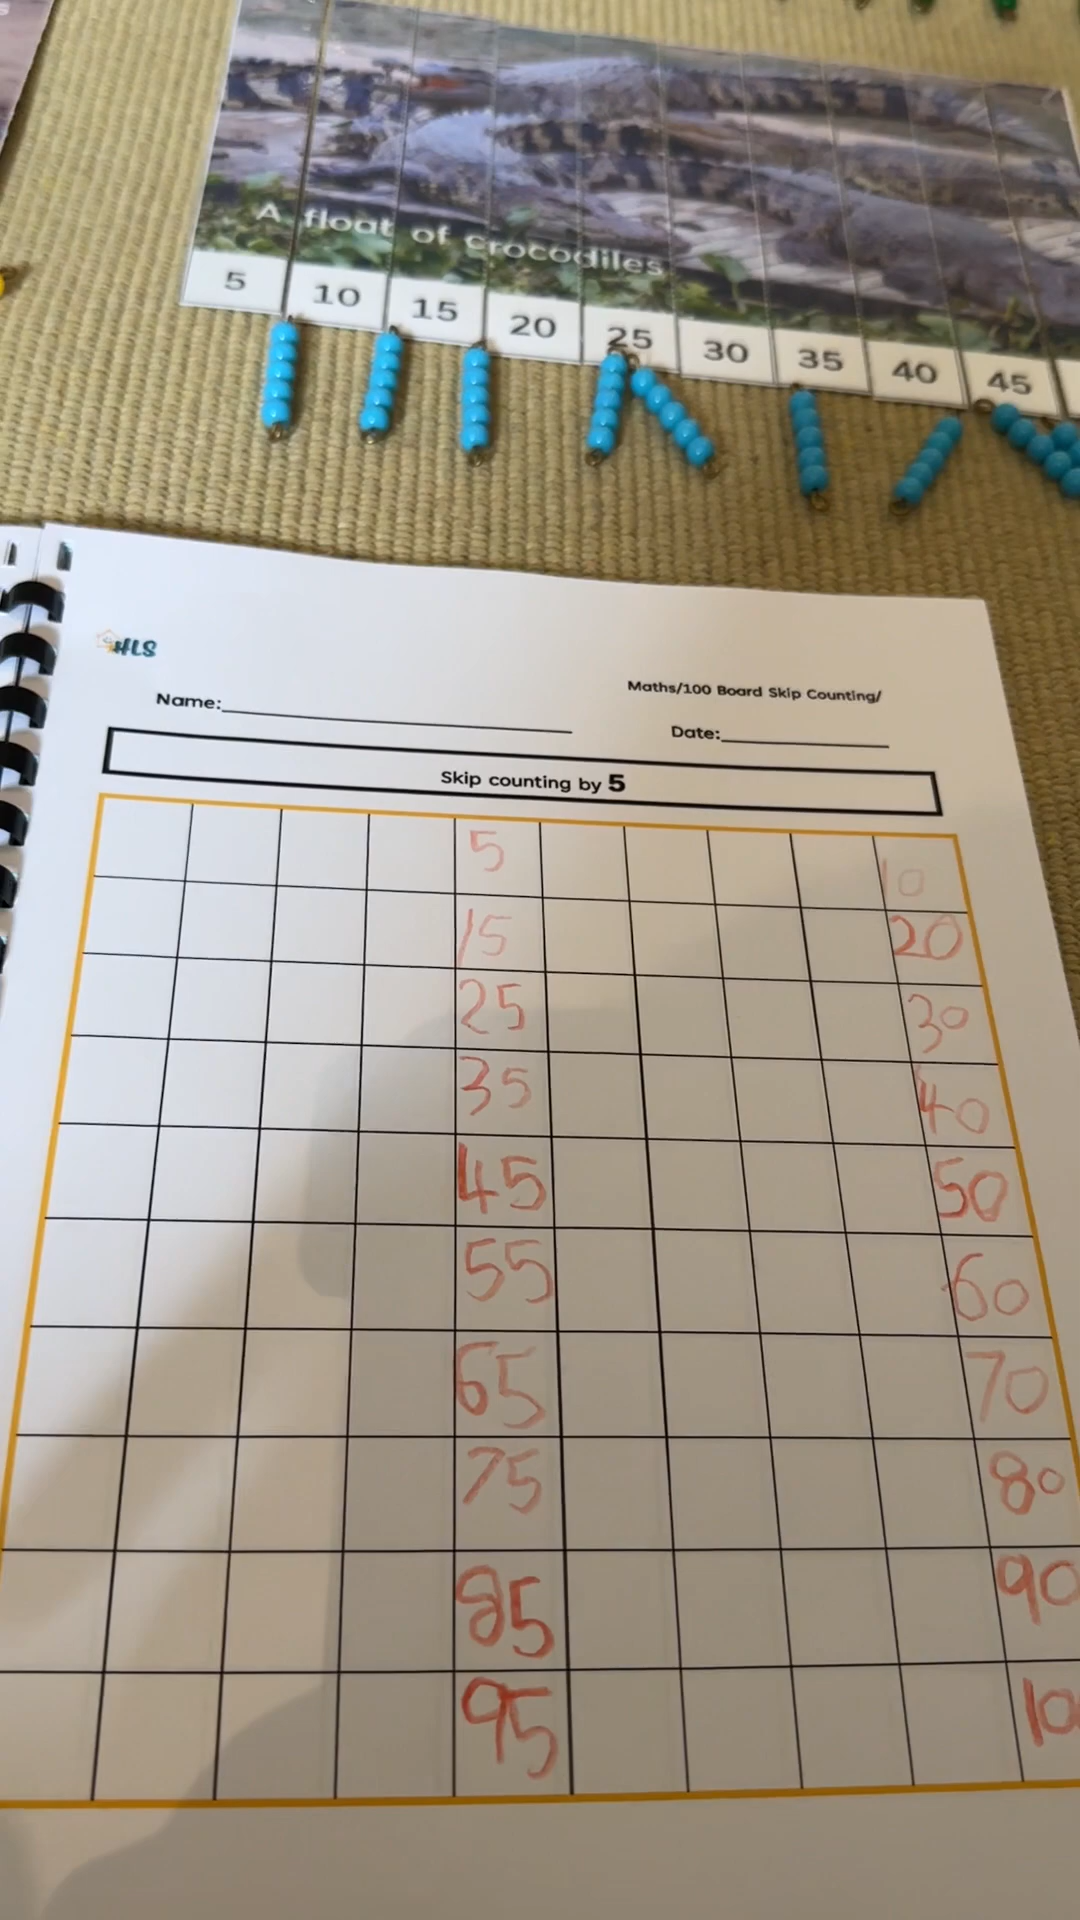 A float of crocodiles
5 10 15 20 25 30 35 40 45
HLS
Maths/100 Board Skip Counting/
Name:
Date:
Skip counting by 5
5 10
15 20
25 30
35 40
45 50
55 60
65 70
75 80
85 90
95